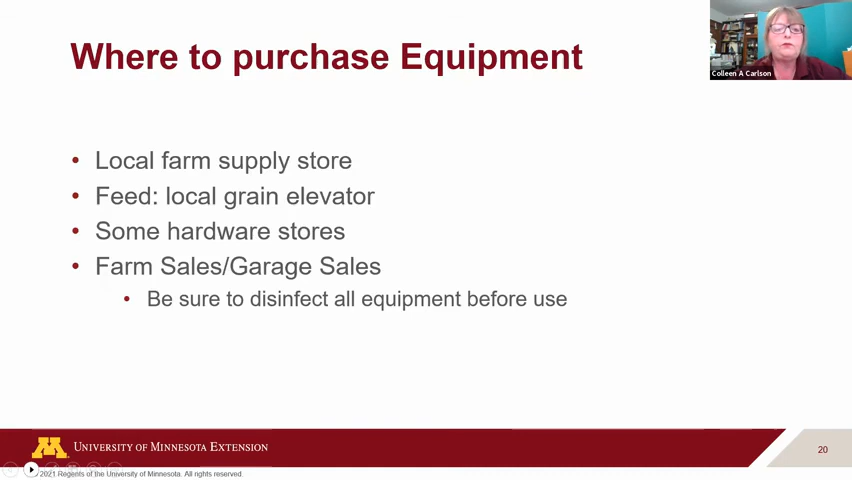 Where to purchase Equipment
Colleen A Carlson
• Local farm supply store
• Feed: local grain elevator
• Some hardware stores
• Farm Sales/Garage Sales
• Be sure to disinfect all equipment before use
UNIVERSITY OF MINNESOTA EXTENSION
20
2021 Regents of the University of Minnesota. All rights reserved.